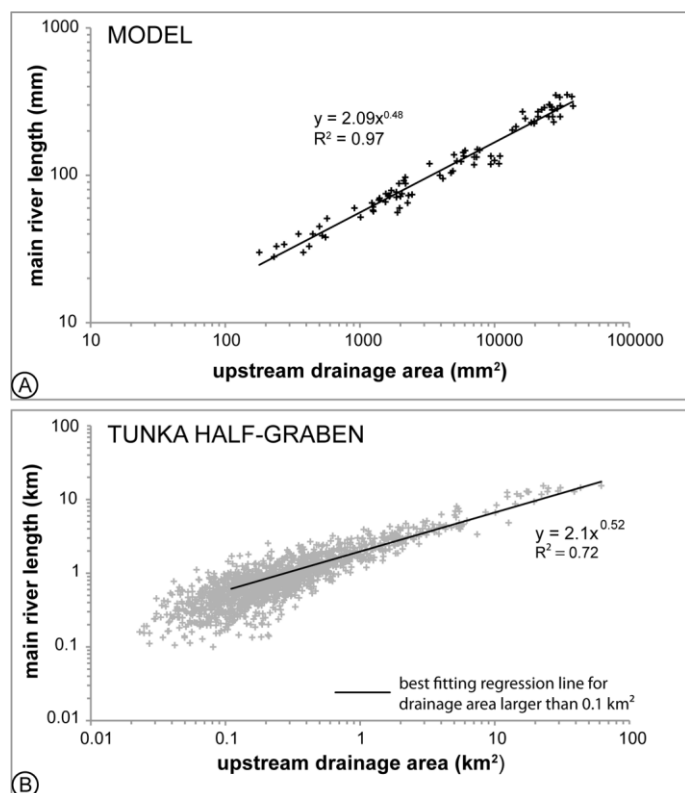 MODEL
1000
100
10
main river length (mm)
y = 2.09x^0.48
R² = 0.97
10 100 1000 10000 100000
upstream drainage area (mm²)
A
TUNKA HALF-GRABEN
100
10
1
0.1
0.01
main river length (km)
y = 2.1x^0.52
R² = 0.72
best fitting regression line for
drainage area larger than 0.1 km²
0.01 0.1 1 10 100
upstream drainage area (km²)
B